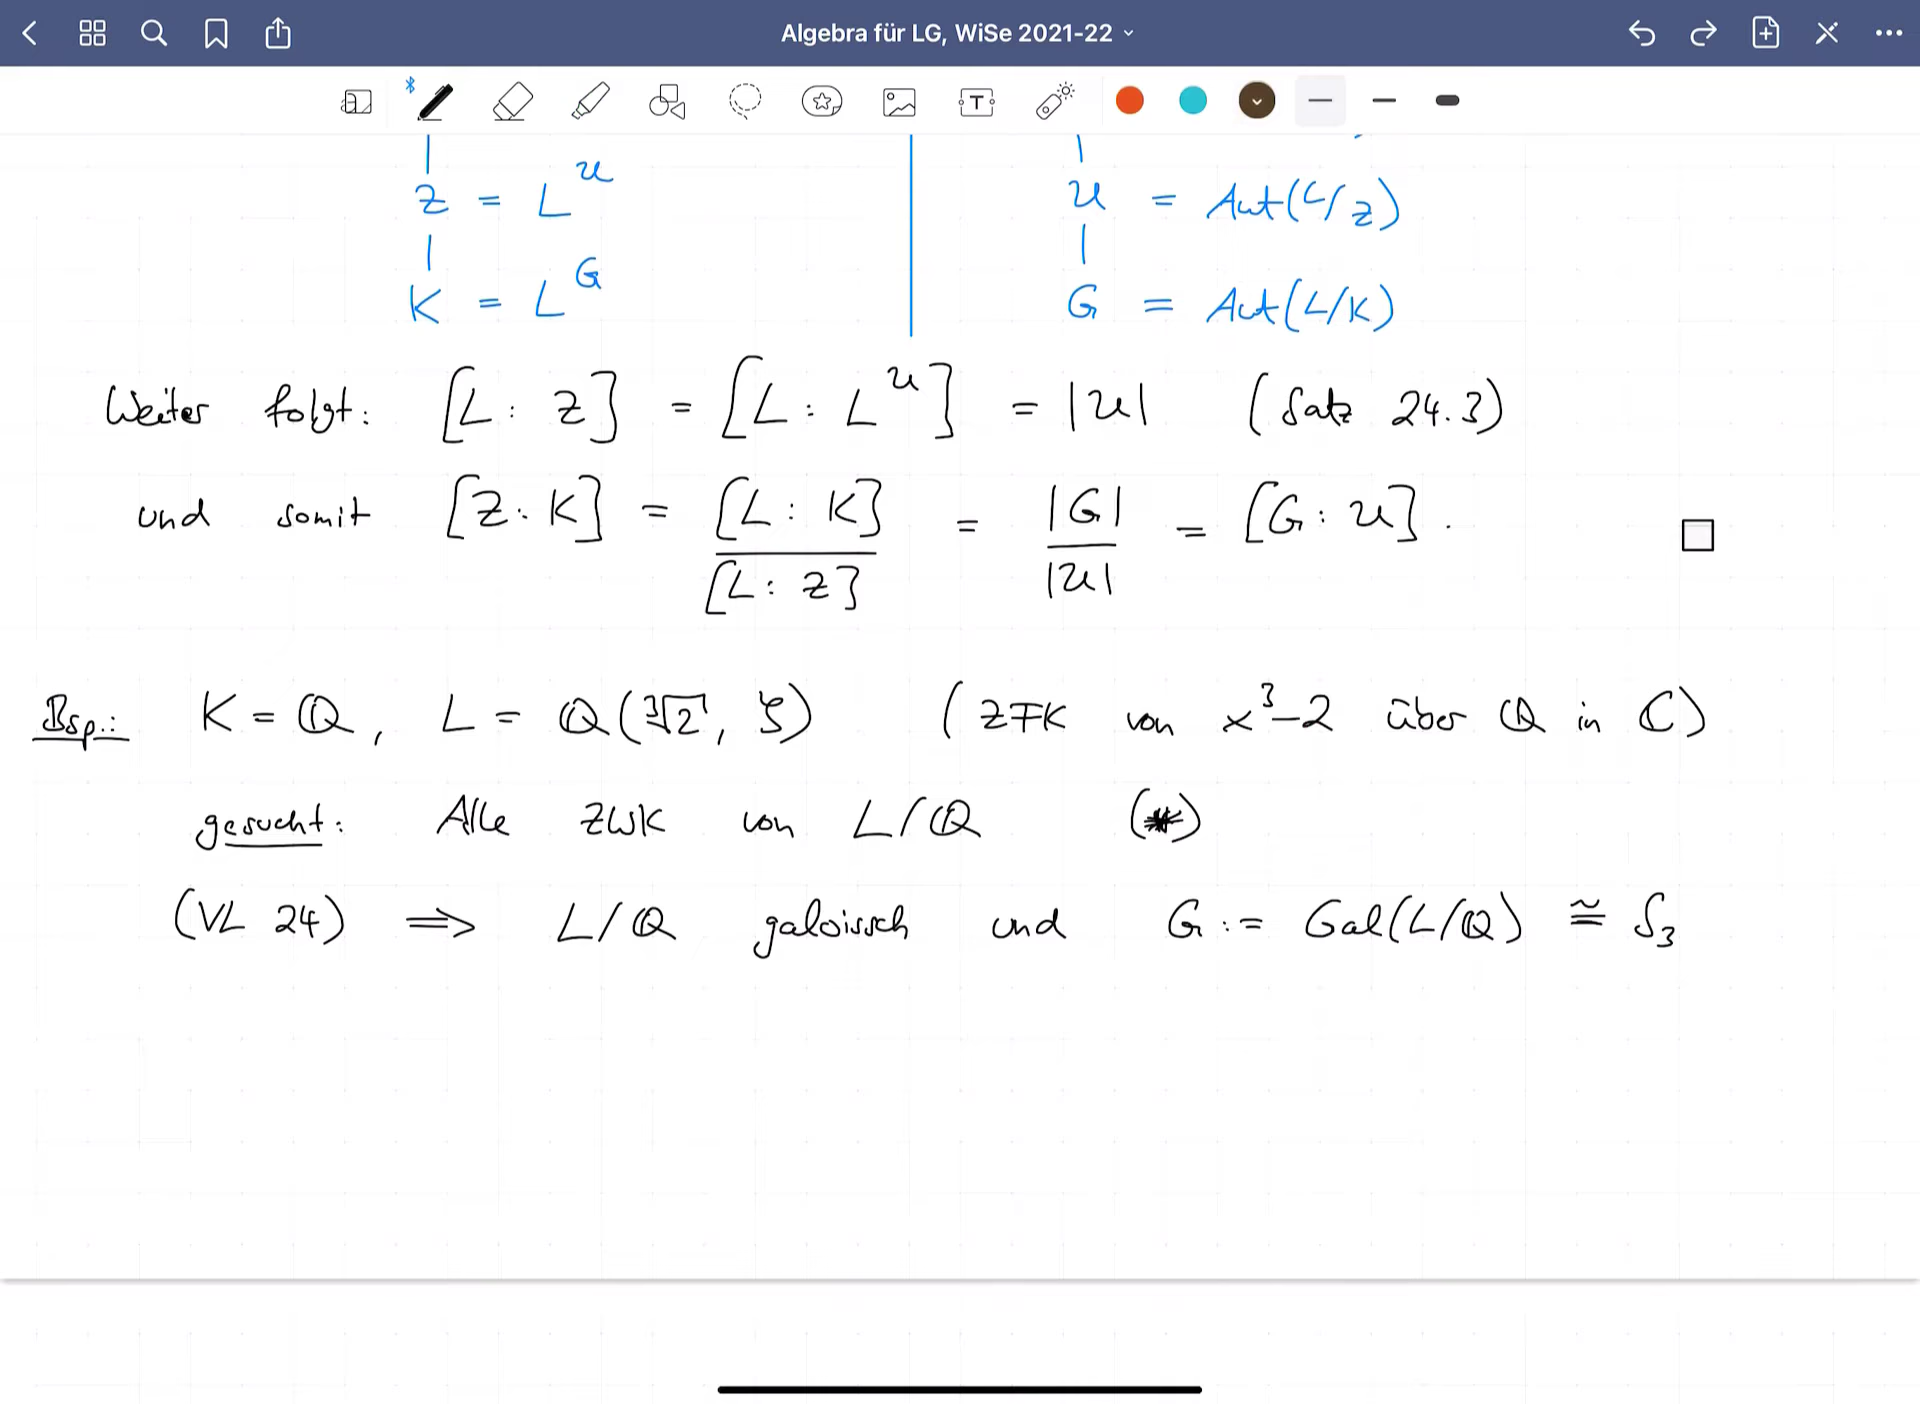 Algebra für LG, WiSe 2021-22
Z = L^U
U = Aut(L/Z)
K = L^G
G = Aut(L/K)
Weiter folgt: [L : Z] = [L : L^U] = |U| (Satz 24.3)
und somit [Z : K] = [L : K] / [L : Z] = |G| / |U| = [G : U] . □
Bsp.: K = ℚ, L = ℚ(∛2, ζ) (ZFK von x³-2 über ℚ in ℂ)
gesucht: Alle ZWK von L/ℚ (*)
(VL 24) ⟹ L/ℚ galoissch und G := Gal(L/ℚ) ≅ S₃